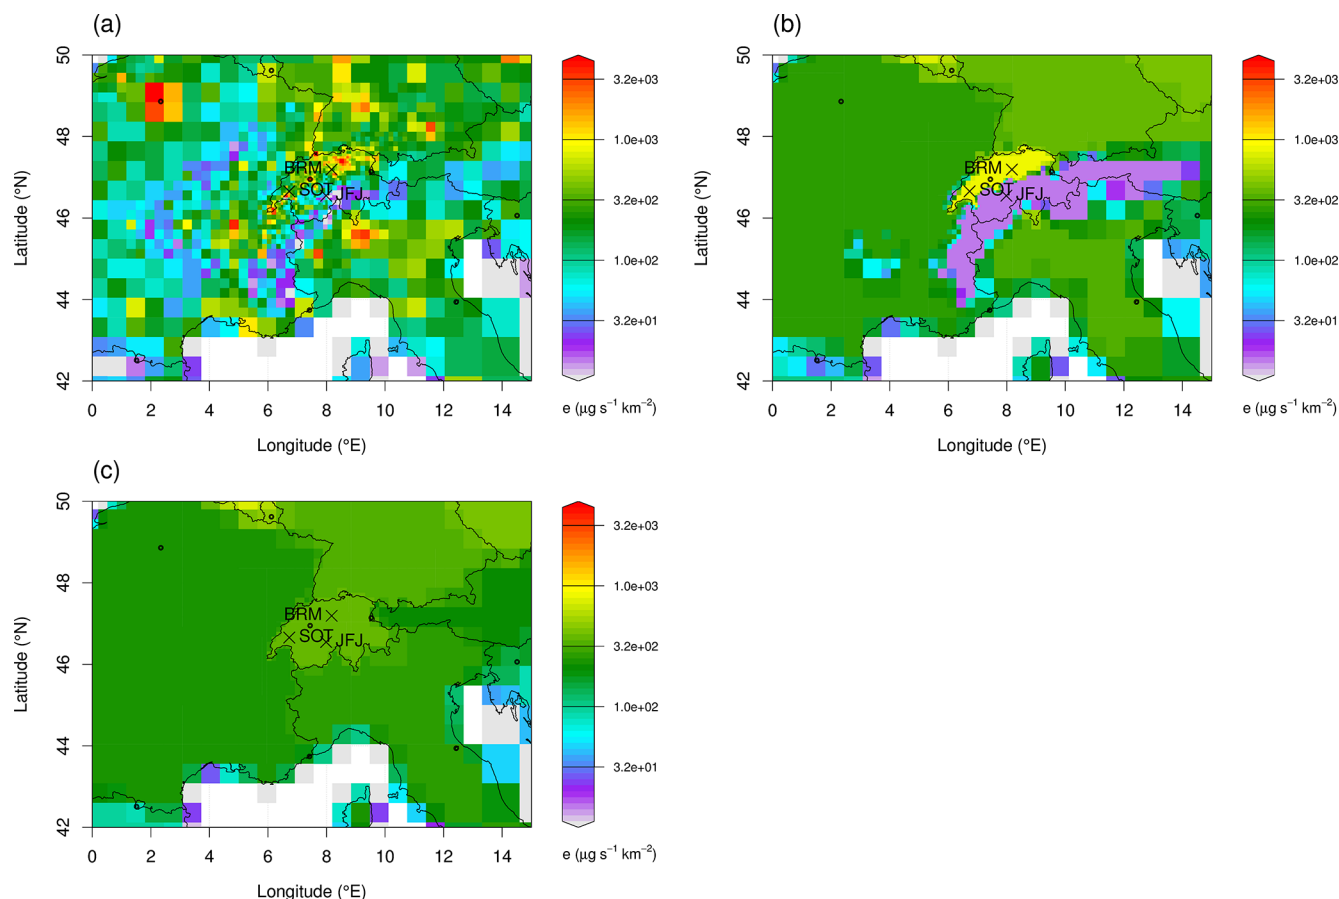 (a)
50
48
46
44
42
Latitude (°N)
0 2 4 6 8 10 12 14
Longitude (°E)
BRM
SOT JFJ
3.2e+03
1.0e+03
3.2e+02
1.0e+02
3.2e+01
e (μg s⁻¹ km⁻²)
(b)
50
48
46
44
42
Latitude (°N)
0 2 4 6 8 10 12 14
Longitude (°E)
BRM
SOT JFJ
3.2e+03
1.0e+03
3.2e+02
1.0e+02
3.2e+01
e (μg s⁻¹ km⁻²)
(c)
50
48
46
44
42
Latitude (°N)
0 2 4 6 8 10 12 14
Longitude (°E)
BRM
SOT JFJ
3.2e+03
1.0e+03
3.2e+02
1.0e+02
3.2e+01
e (μg s⁻¹ km⁻²)